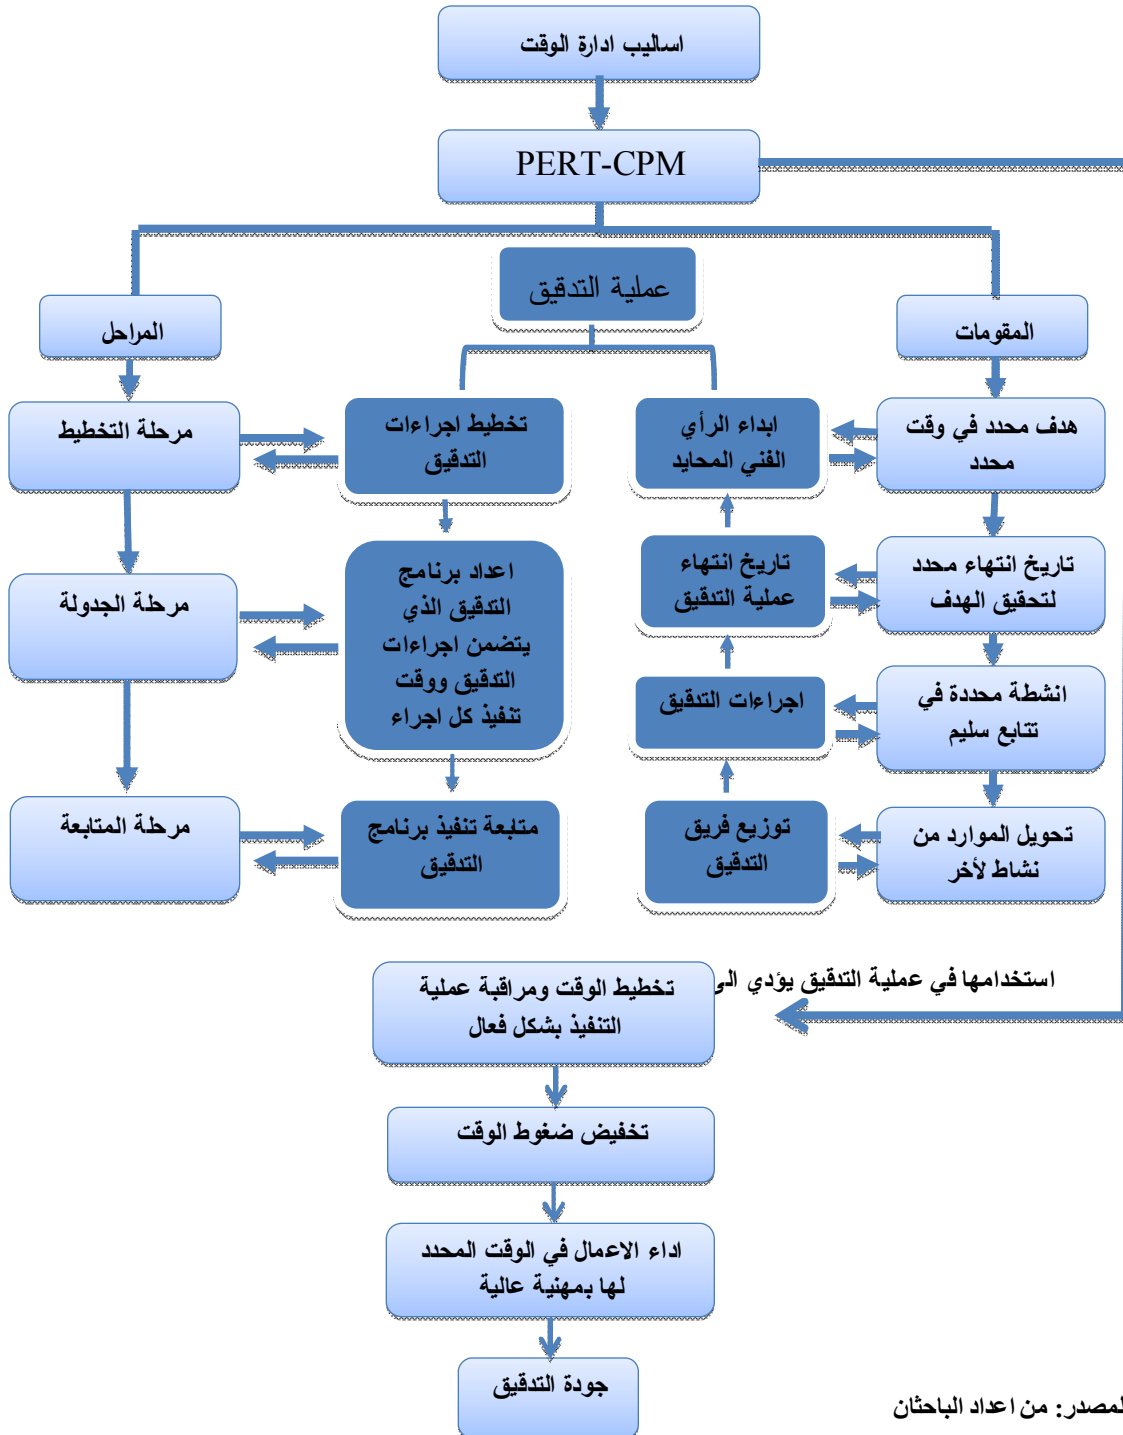 اساليب ادارة الوقت
PERT-CPM
عملية التدقيق
المقومات
المراحل
هدف محدد في وقت
محدد
ابداء الرأي
الفني المحايد
تخطيط اجراءات
التدقيق
مرحلة التخطيط
تاريخ انتهاء محدد
لتحقيق الهدف
تاريخ انتهاء
عملية التدقيق
اعداد برنامج
التدقيق الذي
يتضمن اجراءات
التدقيق ووقت
تنفيذ كل اجراء
مرحلة الجدولة
انشطة محددة في
تتابع سليم
اجراءات التدقيق
تحويل الموارد من
نشاط لأخر
توزيع فريق
التدقيق
متابعة تنفيذ برنامج
التدقيق
مرحلة المتابعة
استخدامها في عملية التدقيق يؤدي الى
تخطيط الوقت ومراقبة عملية
التنفيذ بشكل فعال
تخفيض ضغوط الوقت
اداء الاعمال في الوقت المحدد
لها بمهنية عالية
جودة التدقيق
لمصدر: من اعداد الباحثان